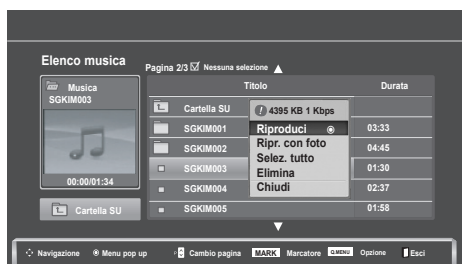 Elenco musica
Pagina 2/3 Nessuna selezione
Musica
SGKIM003
00:00/01:34
Cartella SU
Titolo Durata
Cartella SU
SGKIM001 03:33
SGKIM002 04:45
SGKIM003 01:30
SGKIM004 02:37
SGKIM005 01:58
4395 KB 1 Kbps
Riproduci
Ripr. con foto
Selez. tutto
Elimina
Chiudi
Navigazione Menu pop up P Cambio pagina MARK Marcatore Q.MENU Opzione Esci